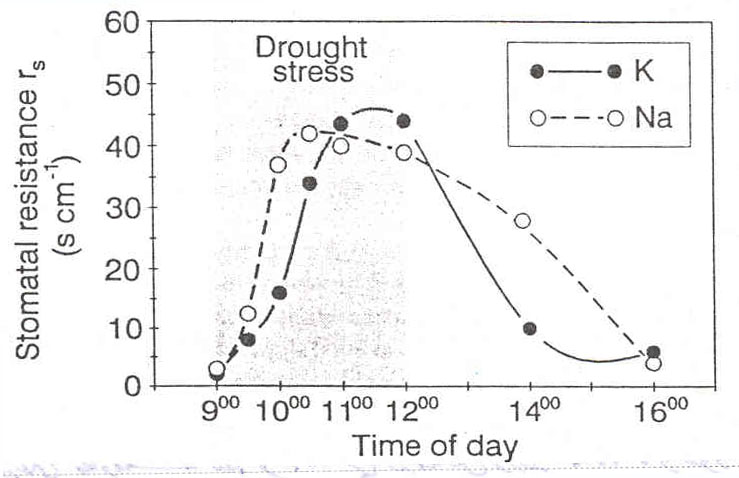 Stomatal resistance rs
(s cm⁻¹)
60
50
40
30
20
10
0
Drought
stress
K
Na
9⁰⁰ 10⁰⁰ 11⁰⁰ 12⁰⁰ 14⁰⁰ 16⁰⁰
Time of day